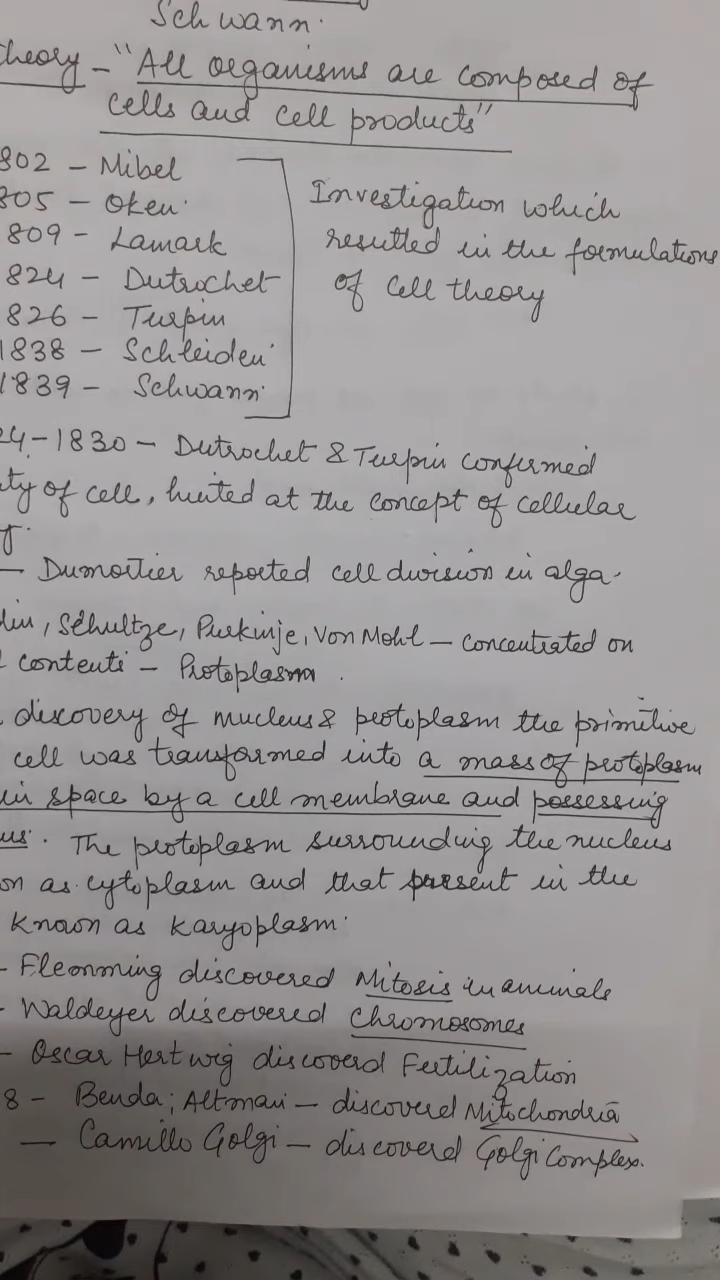 Schwann.
heory - "All organisms are composed of
cells and cell products"
802 - Mibel
805 - Oken.
809 - Lamark
824 - Dutrochet
826 - Turpin
1838 - Schleiden
1839 - Schwann.
Investigation which
resulted in the formulations
of cell theory
24-1830 - Dutrochet & Turpin confirmed
ty of cell, hinted at the concept of cellular
- Dumortier reported cell division in alga.
din, Schultze, Purkinje, Von Mohl - concentrated on
contents - Protoplasm.
discovery of nucleus & protoplasm the primitive
cell was transformed into a mass of protoplasm
in space by a cell membrane and possessing
us. The protoplasm surrounding the nucleus
on as cytoplasm and that present in the
known as karyoplasm.
- Flemming discovered Mitosis in animals
- Waldeyer discovered Chromosomes
- Oscar Hertwig discoverd Fertilization
8 - Benda; Altman - discovered Mitochondria
- Camillo Golgi - discoverd Golgi Complex.